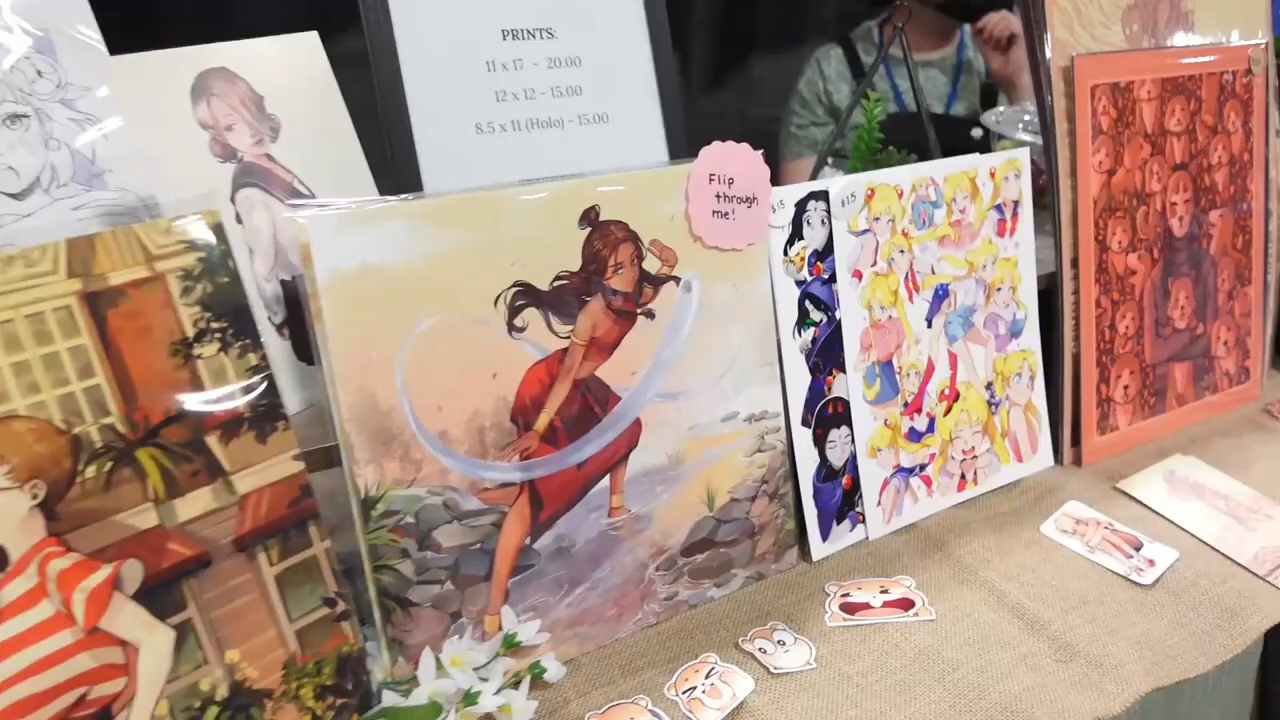 PRINTS:
11 x 17 - 20.00
12 x 12 - 15.00
8.5 x 11 (Holo) - 15.00
Flip
through
me!
$15
$15